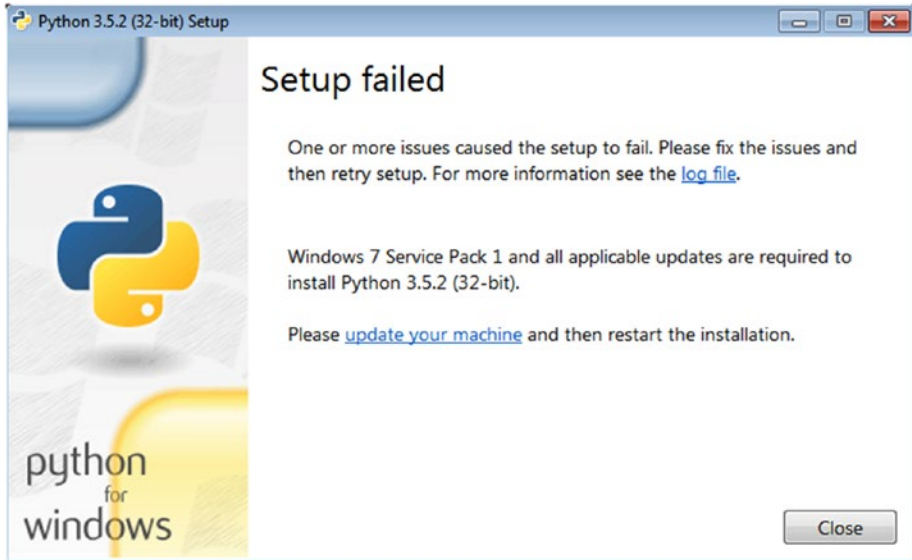 Python 3.5.2 (32-bit) Setup
Setup failed
One or more issues caused the setup to fail. Please fix the issues and
then retry setup. For more information see the log file.
Windows 7 Service Pack 1 and all applicable updates are required to
install Python 3.5.2 (32-bit).
Please update your machine and then restart the installation.
python
for
windows
Close